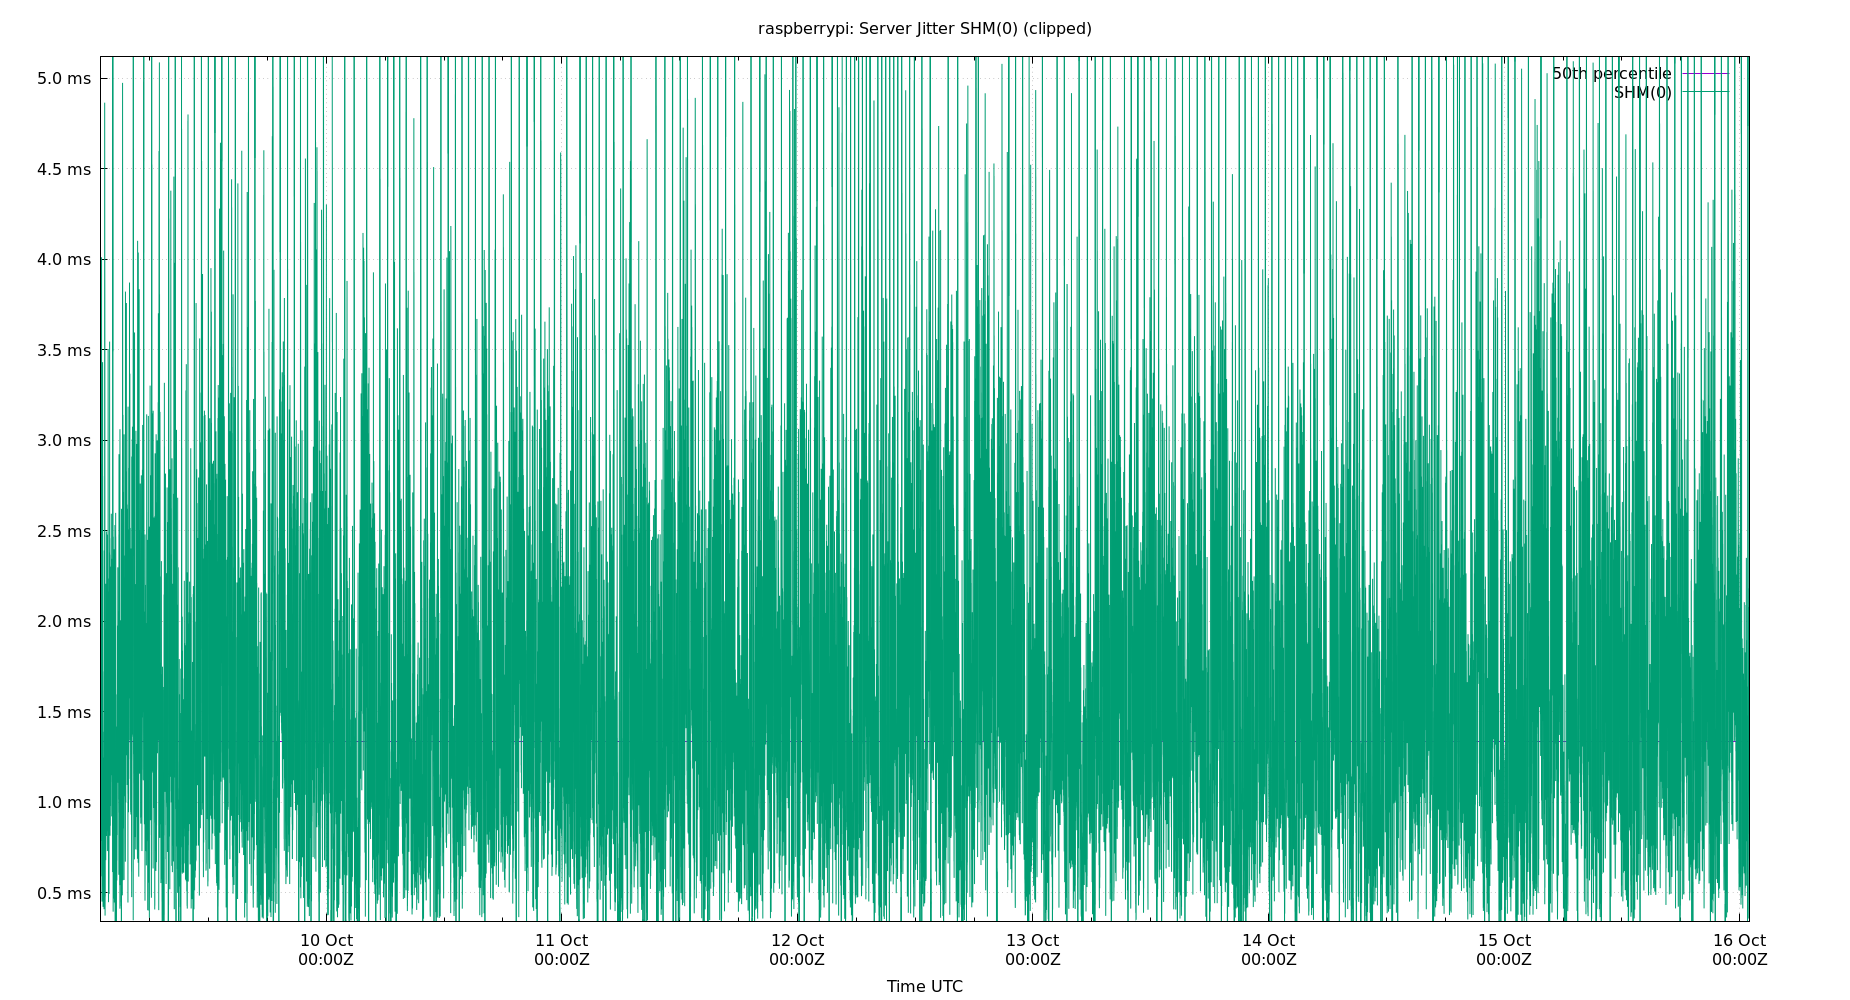 raspberrypi: Server Jitter SHM(0) (clipped)
5.0 ms
50th percentile
SHM(0)
4.5 ms
4.0 ms
3.5 ms
3.0 ms
2.5 ms
2.0 ms
1.5 ms
1.0 ms
0.5 ms
10 Oct 11 Oct 12 Oct 13 Oct 14 Oct 15 Oct 16 Oct
00:00Z 00:00Z 00:00Z 00:00Z 00:00Z 00:00Z 00:00Z
Time UTC